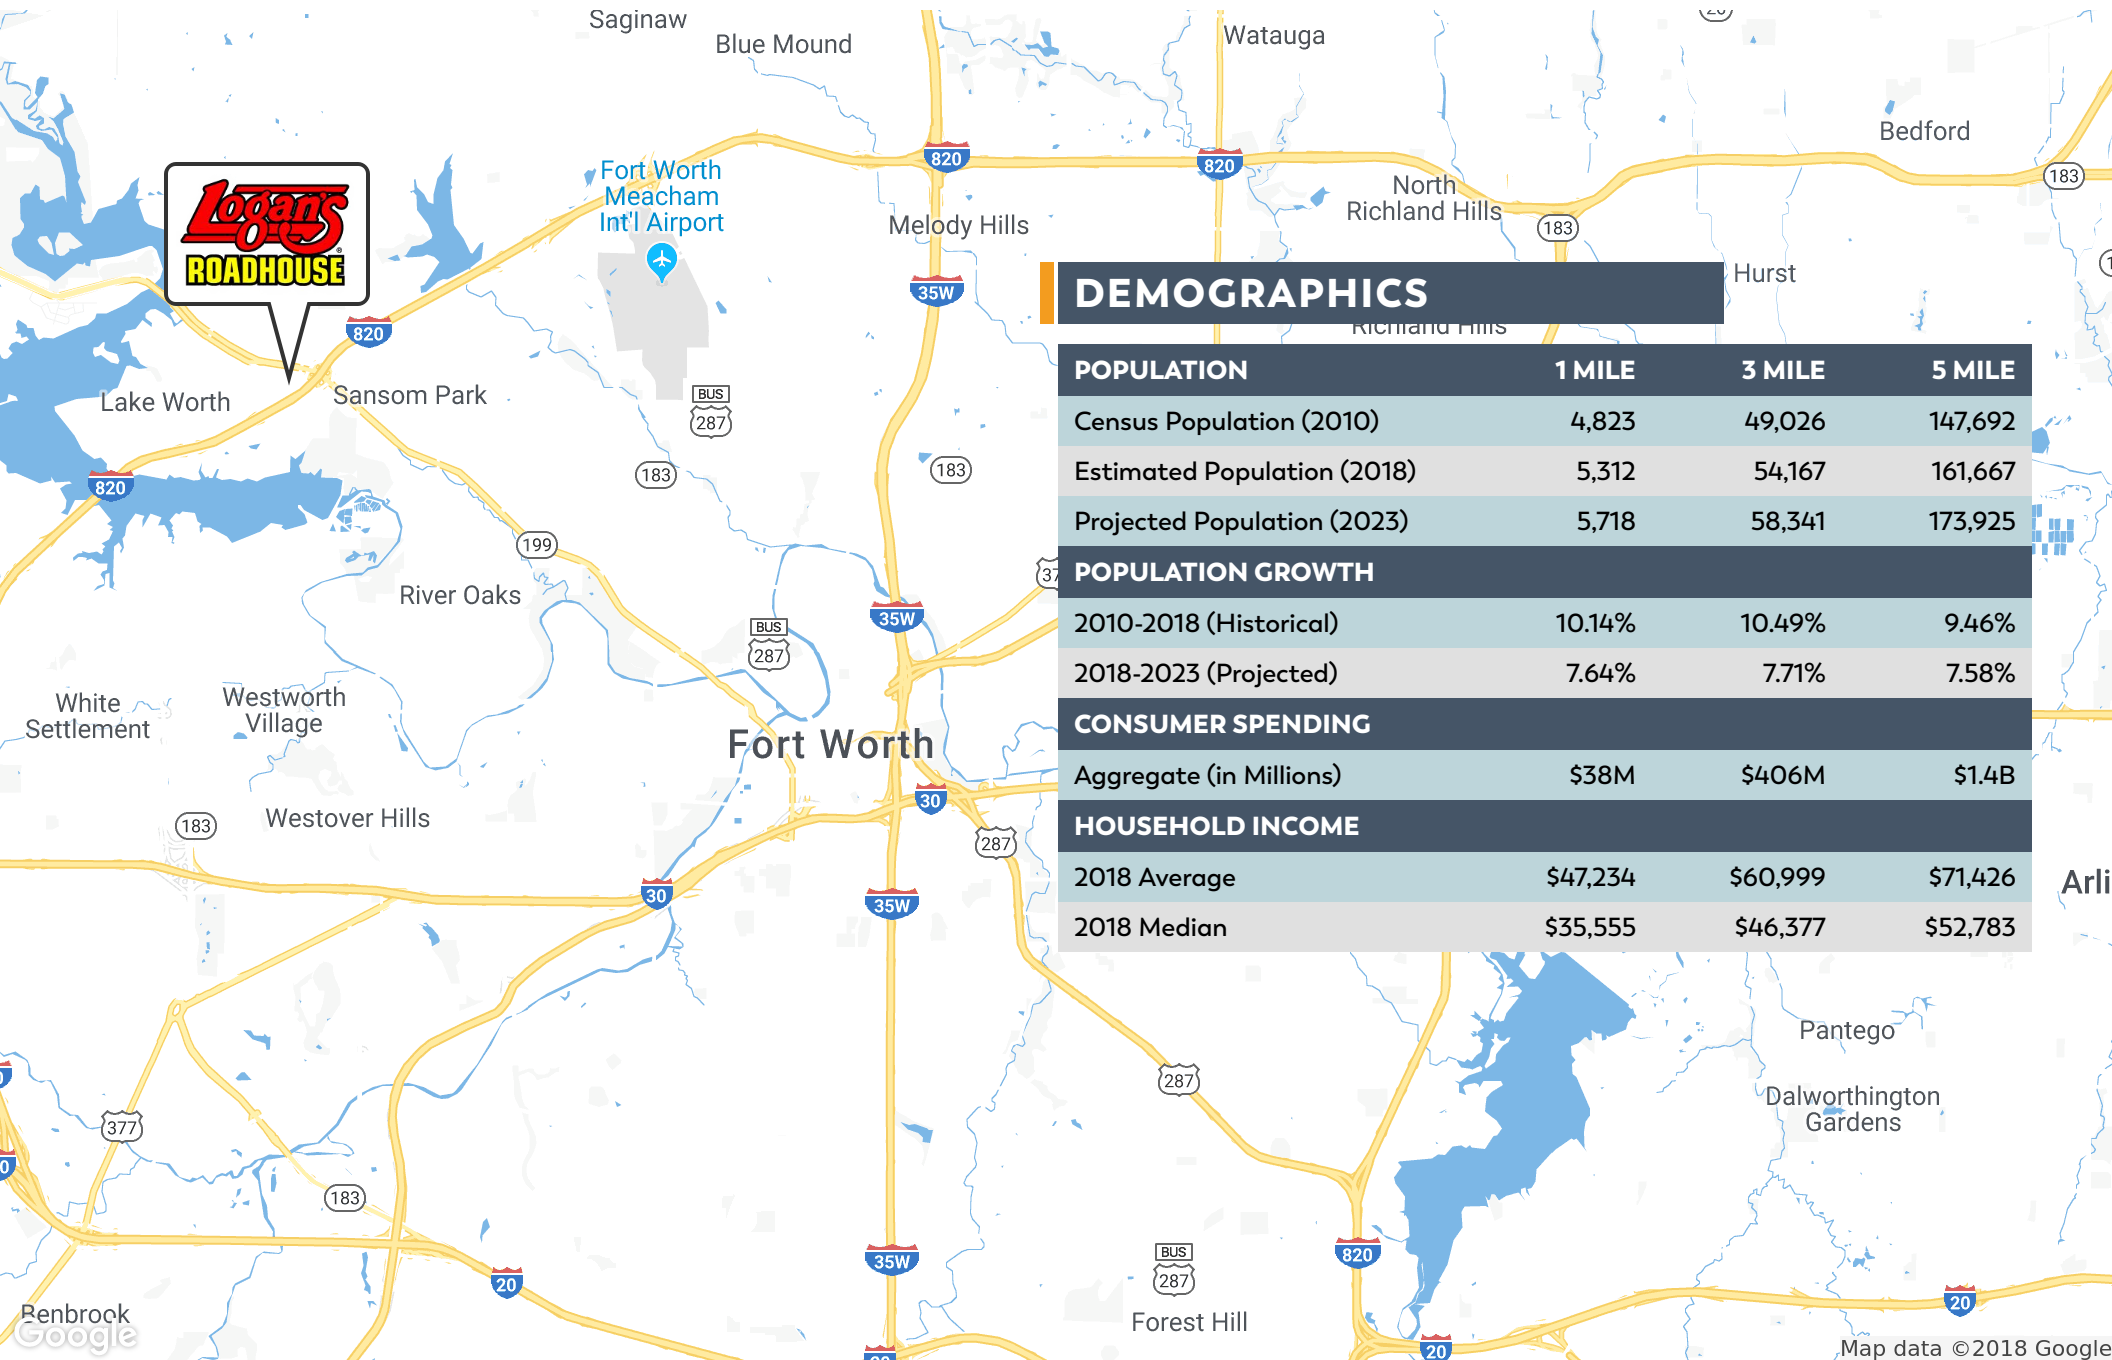 Saginaw
Blue Mound
Watauga
Bedford
820
820
183
Fort Worth
Meacham
Int'l Airport
North
Richland Hills
183
Melody Hills
Logan's
ROADHOUSE
®
35W
Hurst
DEMOGRAPHICS
Richland Hills
820
Lake Worth
Sansom Park
BUS
287
183
183
820
199
River Oaks
37
35W
BUS
287
White
Settlement
Westworth
Village
Fort Worth
30
Westover Hills
183
287
30
35W
POPULATION 1 MILE 3 MILE 5 MILE
Census Population (2010) 4,823 49,026 147,692
Estimated Population (2018) 5,312 54,167 161,667
Projected Population (2023) 5,718 58,341 173,925
POPULATION GROWTH
2010-2018 (Historical) 10.14% 10.49% 9.46%
2018-2023 (Projected) 7.64% 7.71% 7.58%
CONSUMER SPENDING
Aggregate (in Millions) $38M $406M $1.4B
HOUSEHOLD INCOME
2018 Average $47,234 $60,999 $71,426
2018 Median $35,555 $46,377 $52,783
Arli
Pantego
287
Dalworthington
Gardens
377
183
35W
20
BUS
287
820
20
Benbrook
Google
Forest Hill
20
Map data ©2018 Google